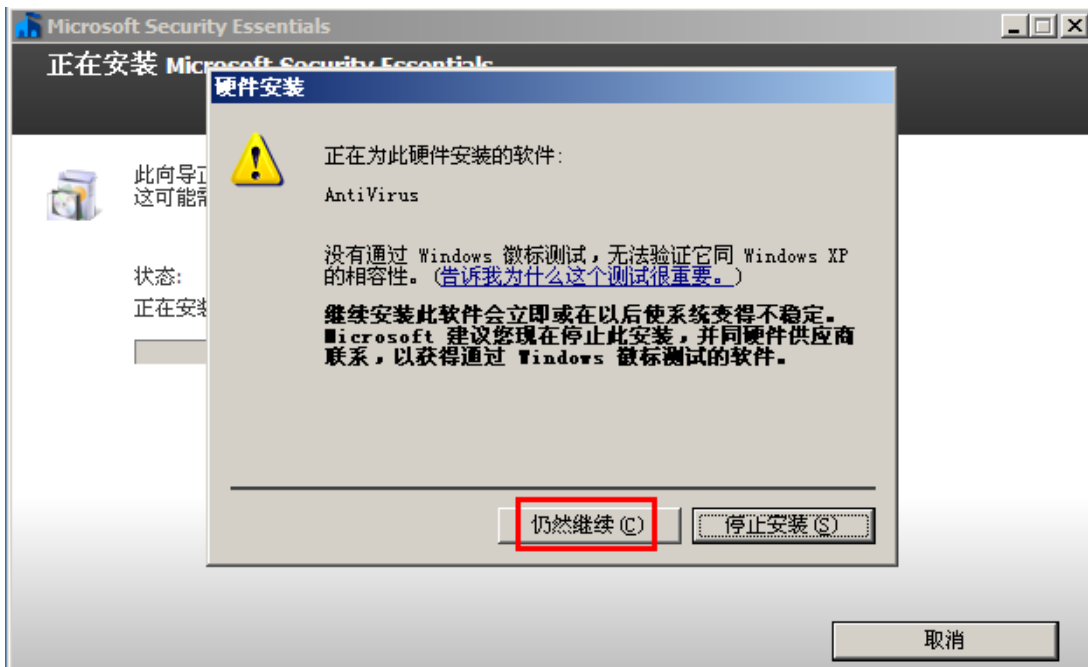 Microsoft Security Essentials
正在安装 Microsoft Security Essentials
硬件安装
正在为此硬件安装的软件:
此向导正
AntiVirus
这可能需
没有通过 Windows 徽标测试，无法验证它同 Windows XP
的相容性。(告诉我为什么这个测试很重要。)
状态:
正在安装
继续安装此软件会立即或在以后使系统变得不稳定。
Microsoft 建议您现在停止此安装，并同硬件供应商
联系，以获得通过 Windows 徽标测试的软件。
仍然继续(C)
停止安装(S)
取消